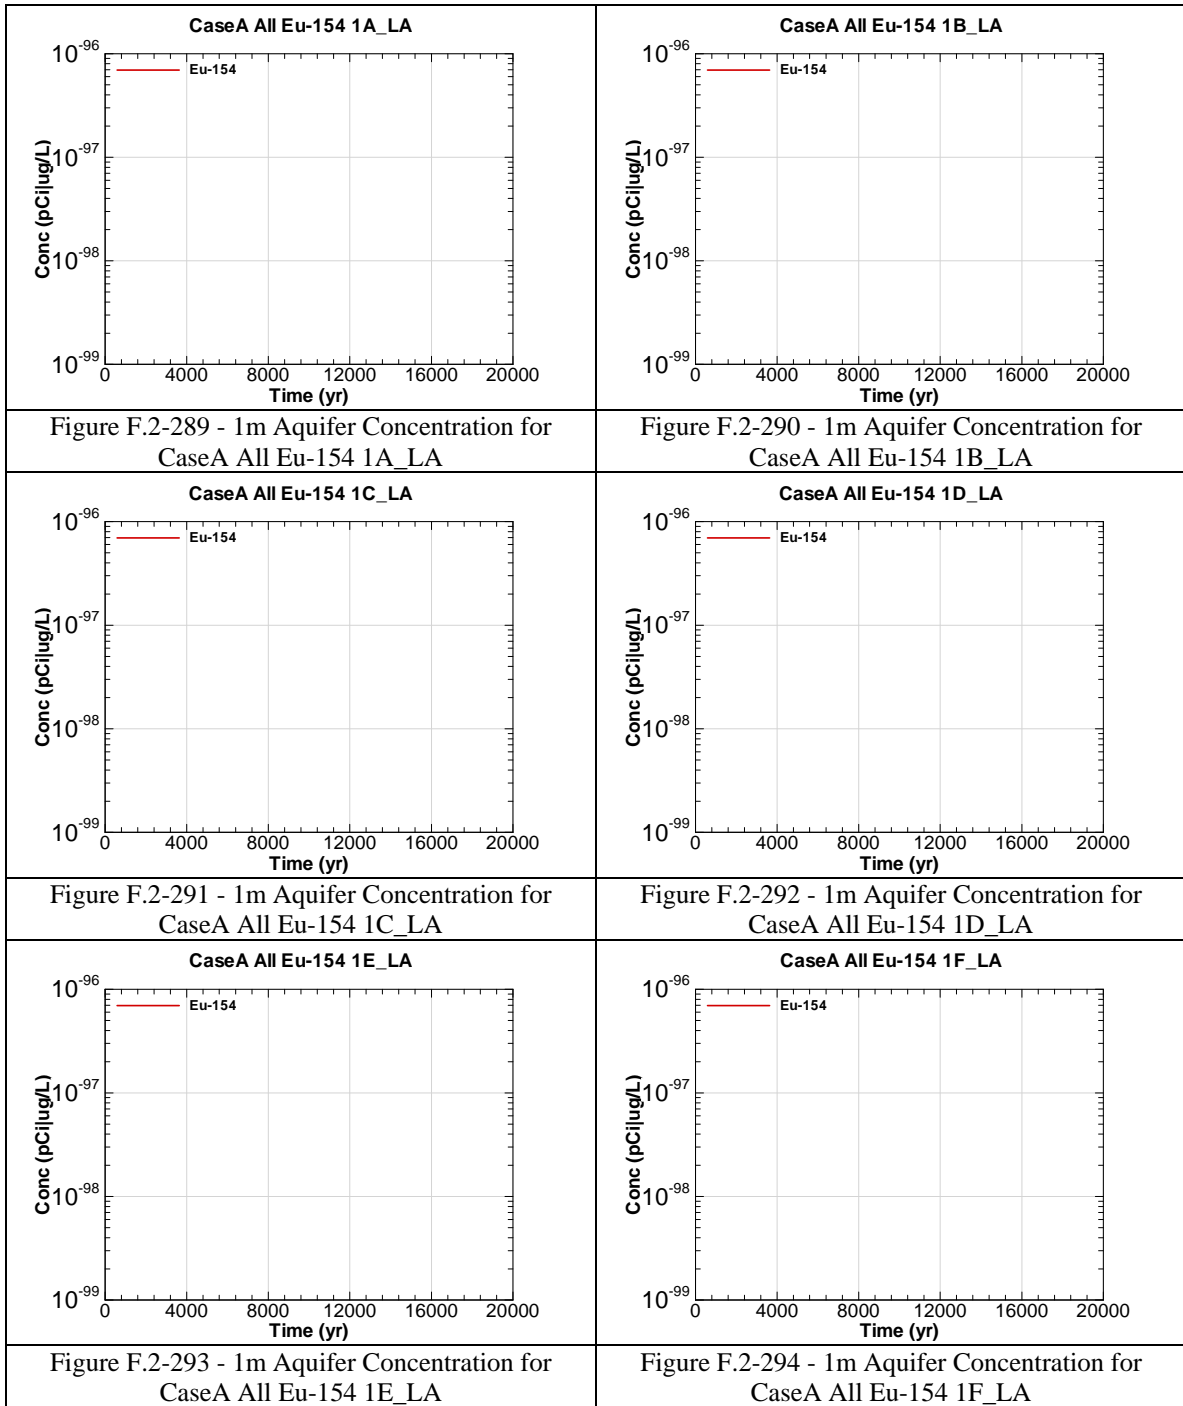 CaseA All Eu-154 1A_LA
10-96
Eu-154
10-97
Conc (pCi|ug/L)
10-98
10-99
0 4000 8000 12000 16000 20000
Time (yr)
Figure F.2-289 - 1m Aquifer Concentration for
CaseA All Eu-154 1A_LA
CaseA All Eu-154 1B_LA
10-96
Eu-154
10-97
Conc (pCi|ug/L)
10-98
10-99
0 4000 8000 12000 16000 20000
Time (yr)
Figure F.2-290 - 1m Aquifer Concentration for
CaseA All Eu-154 1B_LA
CaseA All Eu-154 1C_LA
10-96
Eu-154
10-97
Conc (pCi|ug/L)
10-98
10-99
0 4000 8000 12000 16000 20000
Time (yr)
Figure F.2-291 - 1m Aquifer Concentration for
CaseA All Eu-154 1C_LA
CaseA All Eu-154 1D_LA
10-96
Eu-154
10-97
Conc (pCi|ug/L)
10-98
10-99
0 4000 8000 12000 16000 20000
Time (yr)
Figure F.2-292 - 1m Aquifer Concentration for
CaseA All Eu-154 1D_LA
CaseA All Eu-154 1E_LA
10-96
Eu-154
10-97
Conc (pCi|ug/L)
10-98
10-99
0 4000 8000 12000 16000 20000
Time (yr)
Figure F.2-293 - 1m Aquifer Concentration for
CaseA All Eu-154 1E_LA
CaseA All Eu-154 1F_LA
10-96
Eu-154
10-97
Conc (pCi|ug/L)
10-98
10-99
0 4000 8000 12000 16000 20000
Time (yr)
Figure F.2-294 - 1m Aquifer Concentration for
CaseA All Eu-154 1F_LA